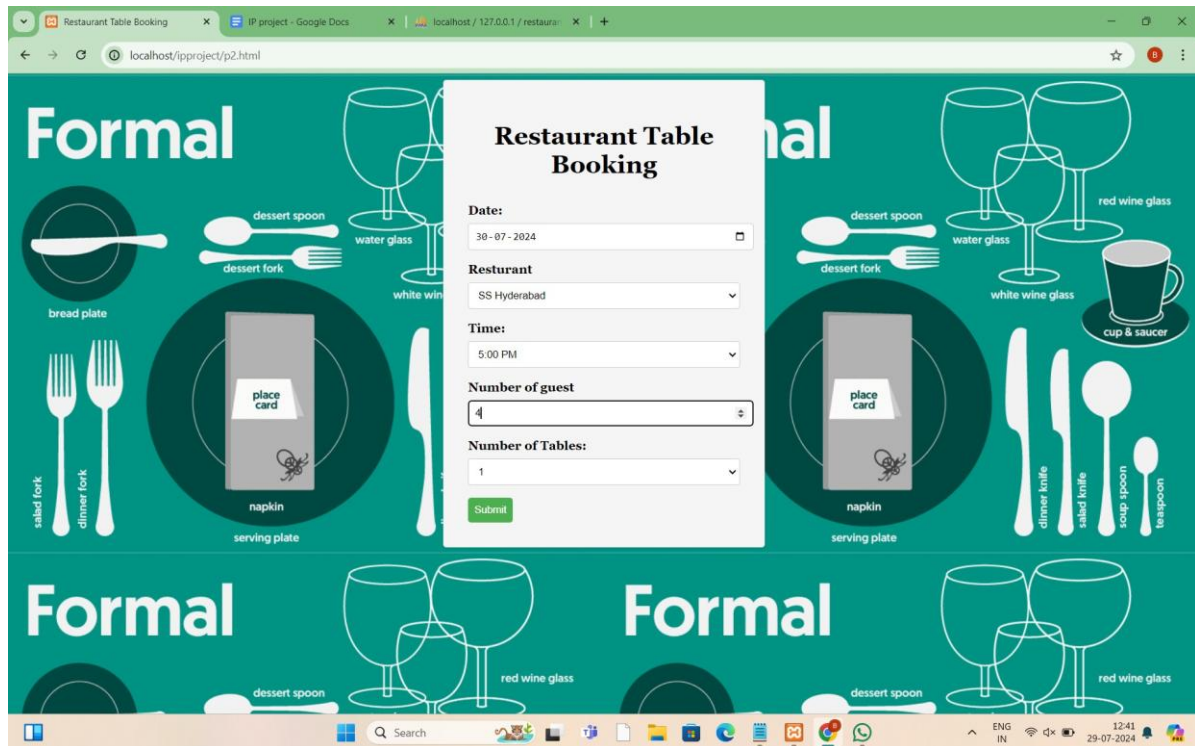 Restaurant Table Booking
IP project - Google Docs
localhost / 127.0.0.1 / restauran
localhost/ipproject/p2.html
B
Formal
dessert spoon
dessert fork
water glass
white win
bread plate
place
card
napkin
serving plate
salad fork
dinner fork
Restaurant Table
Booking
Date:
30-07-2024
Resturant
SS Hyderabad
Time:
5:00 PM
Number of guest
4
Number of Tables:
1
Submit
nal
red wine glass
dessert spoon
water glass
dessert fork
white wine glass
cup & saucer
place
card
napkin
serving plate
dinner knife
salad knife
soup spoon
teaspoon
Formal
red wine glass
dessert spoon
Formal
red wine glass
dessert spoon
Search
ENG
IN
12:41
29-07-2024